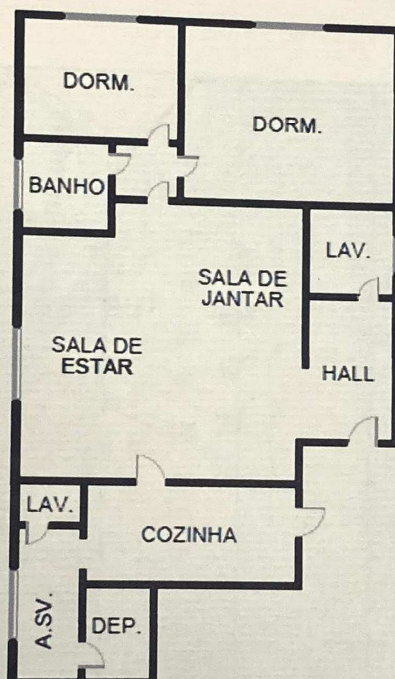 DORM.
DORM.
BANHO
LAV.
SALA DE
JANTAR
SALA DE
ESTAR
HALL
LAV.
COZINHA
A.SV.
DEP.